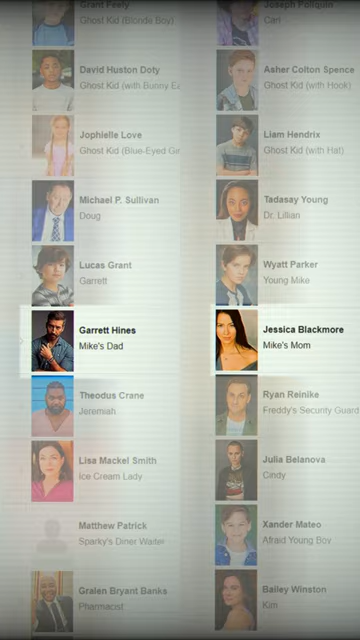 Grant Feely
Ghost Kid (Blonde Boy)
Joseph Poliquin
Carl
David Huston Doty
Ghost Kid (with Bunny Ea
Asher Colton Spence
Ghost Kid (with Hook)
Jophielle Love
Ghost Kid (Blue-Eyed Gir
Liam Hendrix
Ghost Kid (with Hat)
Michael P. Sullivan
Doug
Tadasay Young
Dr. Lillian
Lucas Grant
Garrett
Wyatt Parker
Young Mike
Garrett Hines
Mike's Dad
Jessica Blackmore
Mike's Mom
Theodus Crane
Jeremiah
Ryan Reinike
Freddy's Security Guard
Lisa Mackel Smith
Ice Cream Lady
Julia Belanova
Cindy
Matthew Patrick
Sparky's Diner Waiter
Xander Mateo
Afraid Young Boy
Gralen Bryant Banks
Pharmacist
Bailey Winston
Kim